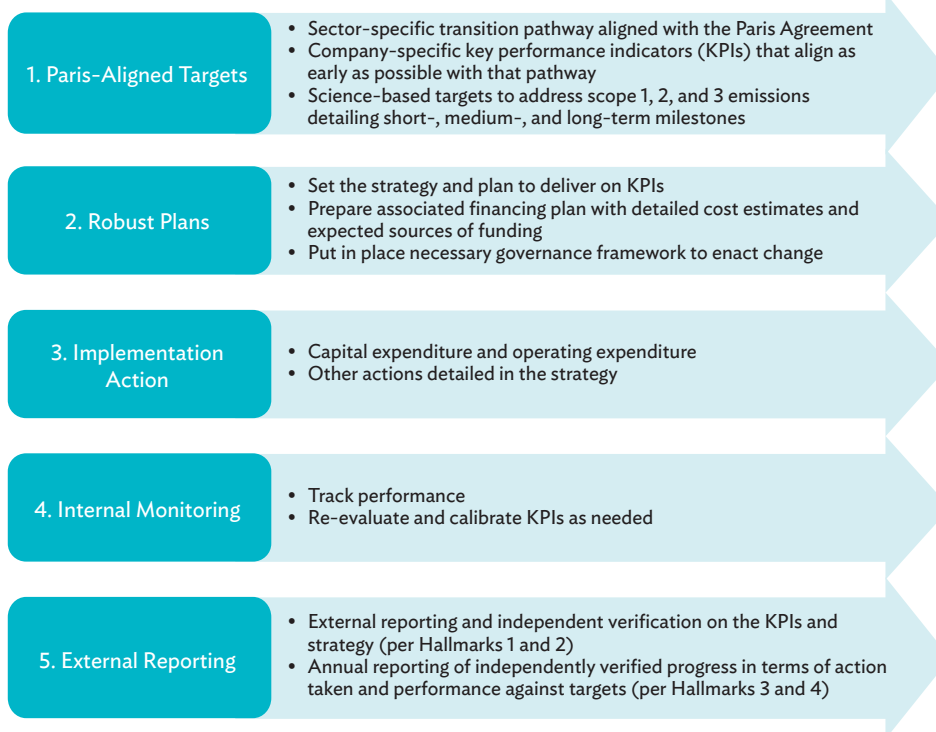 1. Paris-Aligned Targets
• Sector-specific transition pathway aligned with the Paris Agreement
• Company-specific key performance indicators (KPIs) that align as
early as possible with that pathway
• Science-based targets to address scope 1, 2, and 3 emissions
detailing short-, medium-, and long-term milestones
2. Robust Plans
• Set the strategy and plan to deliver on KPIs
• Prepare associated financing plan with detailed cost estimates and
expected sources of funding
• Put in place necessary governance framework to enact change
3. Implementation
Action
• Capital expenditure and operating expenditure
• Other actions detailed in the strategy
4. Internal Monitoring
• Track performance
• Re-evaluate and calibrate KPIs as needed
5. External Reporting
• External reporting and independent verification on the KPIs and
strategy (per Hallmarks 1 and 2)
• Annual reporting of independently verified progress in terms of action
taken and performance against targets (per Hallmarks 3 and 4)